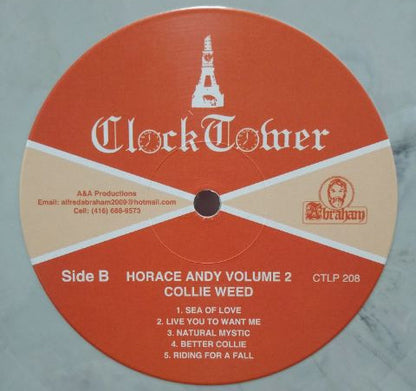 ClockTower
A&A Productions
Email: alfredabraham2009@hotmail.com
Cell: (416) 666-9573
Abraham
Side B
HORACE ANDY VOLUME 2
COLLIE WEED
CTLP 208
1. SEA OF LOVE
2. LIVE YOU TO WANT ME
3. NATURAL MYSTIC
4. BETTER COLLIE
5. RIDING FOR A FALL